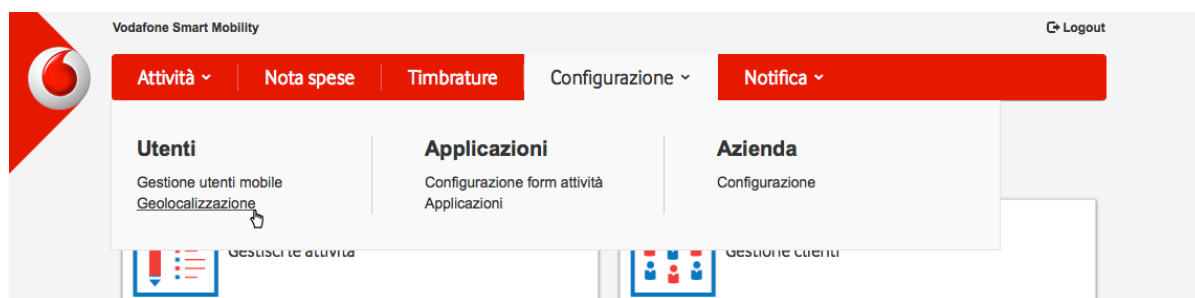 Vodafone Smart Mobility
Logout
Attività
Nota spese
Timbrature
Configurazione
Notifica
Utenti
Gestione utenti mobile
Geolocalizzazione
Applicazioni
Configurazione form attività
Applicazioni
Azienda
Configurazione
Gestisci le attività
Gestione clienti